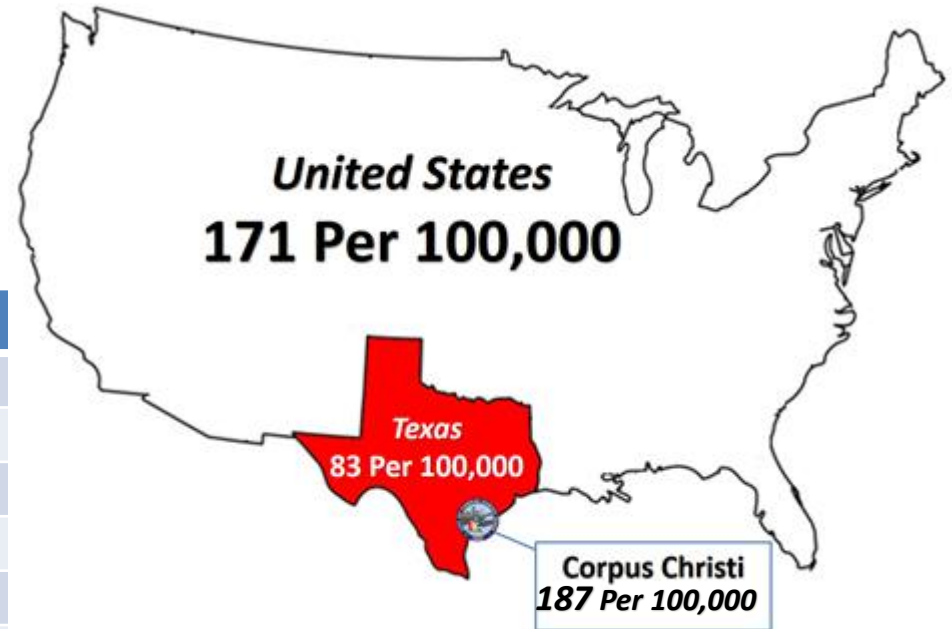 United States
171 Per 100,000
Texas
83 Per 100,000
Corpus Christi
187 Per 100,000